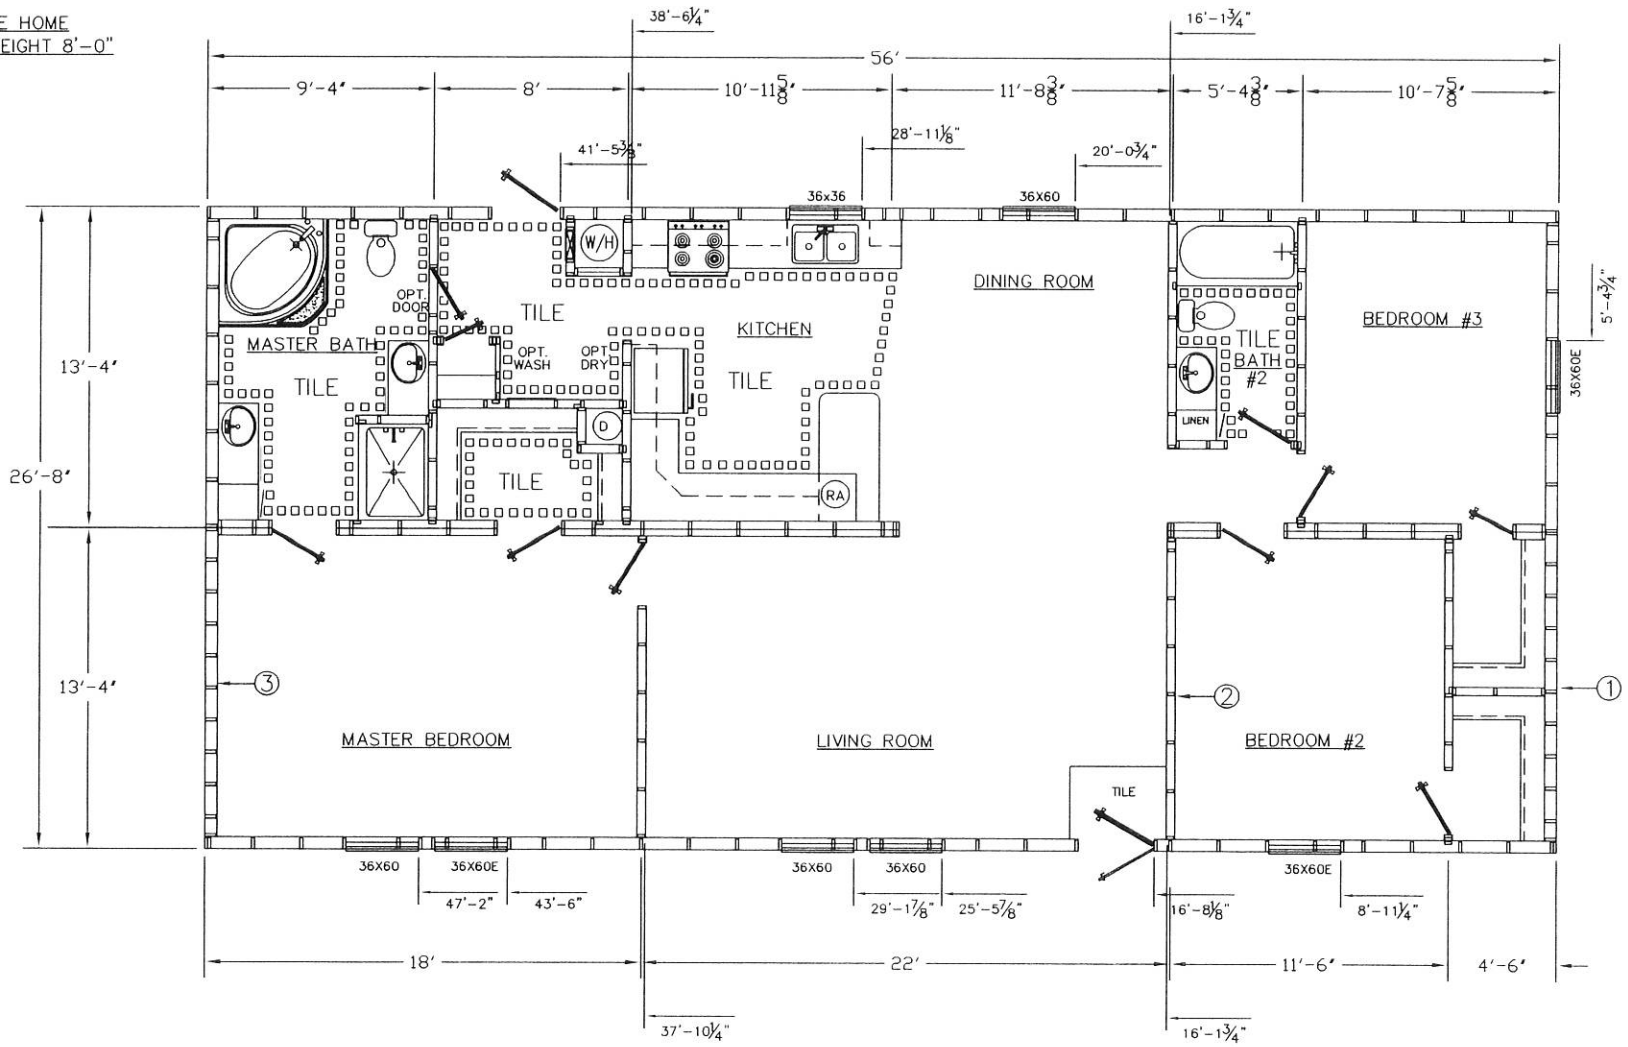 E HOME
EIGHT 8'-0"
38'-6¼"
16'-1¾"
56'
9'-4"
8'
10'-11⅝"
11'-8⅜"
5'-4⅜"
10'-7⅝"
41'-5⅜"
28'-11⅛"
20'-0¾"
36x36
36X60
W/H
DINING ROOM
5'-4¾"
OPT.
DOOR
TILE
KITCHEN
BEDROOM #3
MASTER BATH
OPT.
WASH
OPT.
DRY
TILE
BATH
#2
13'-4"
TILE
TILE
36X60E
LINEN
D
26'-8"
TILE
RA
13'-4"
3
2
1
MASTER BEDROOM
LIVING ROOM
BEDROOM #2
TILE
36X60
36X60E
36X60
36X60
36X60E
47'-2"
43'-6"
29'-1⅞"
25'-5⅞"
16'-8⅛"
8'-11¼"
18'
22'
11'-6"
4'-6"
37'-10¼"
16'-1¾"